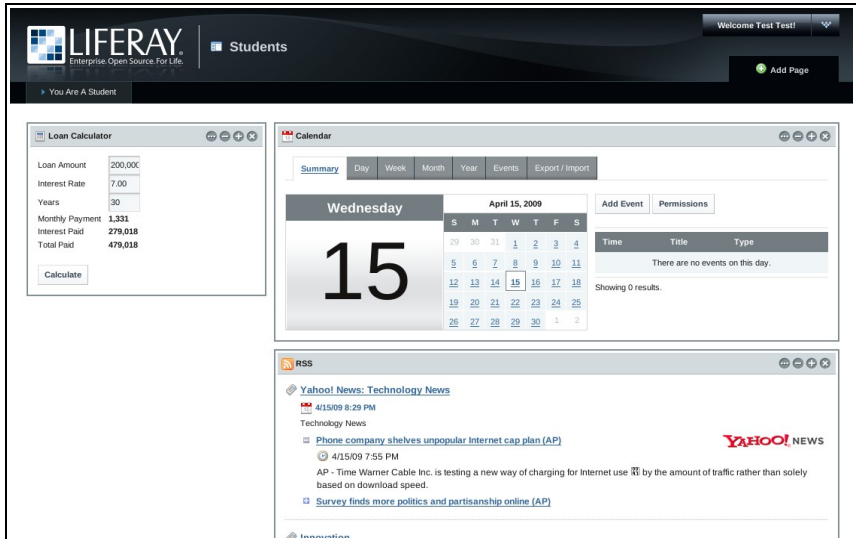 LIFERAY.
Enterprise. Open Source. For Life.
Students
Welcome Test Test!
Add Page
You Are A Student
Loan Calculator
Loan Amount 200,000
Interest Rate 7.00
Years 30
Monthly Payment 1,331
Interest Paid 279,018
Total Paid 479,018
Calculate
Calendar
Summary Day Week Month Year Events Export / Import
Wednesday
15
April 15, 2009
S M T W T F S
29 30 31 1 2 3 4
5 6 7 8 9 10 11
12 13 14 15 16 17 18
19 20 21 22 23 24 25
26 27 28 29 30 1 2
Add Event Permissions
Time Title Type
There are no events on this day.
Showing 0 results.
RSS
Yahoo! News: Technology News
4/15/09 8:29 PM
Technology News
YAHOO! NEWS
Phone company shelves unpopular Internet cap plan (AP)
4/15/09 7:55 PM
AP - Time Warner Cable Inc. is testing a new way of charging for Internet use by the amount of traffic rather than solely
based on download speed.
Survey finds more politics and partisanship online (AP)
Innovation